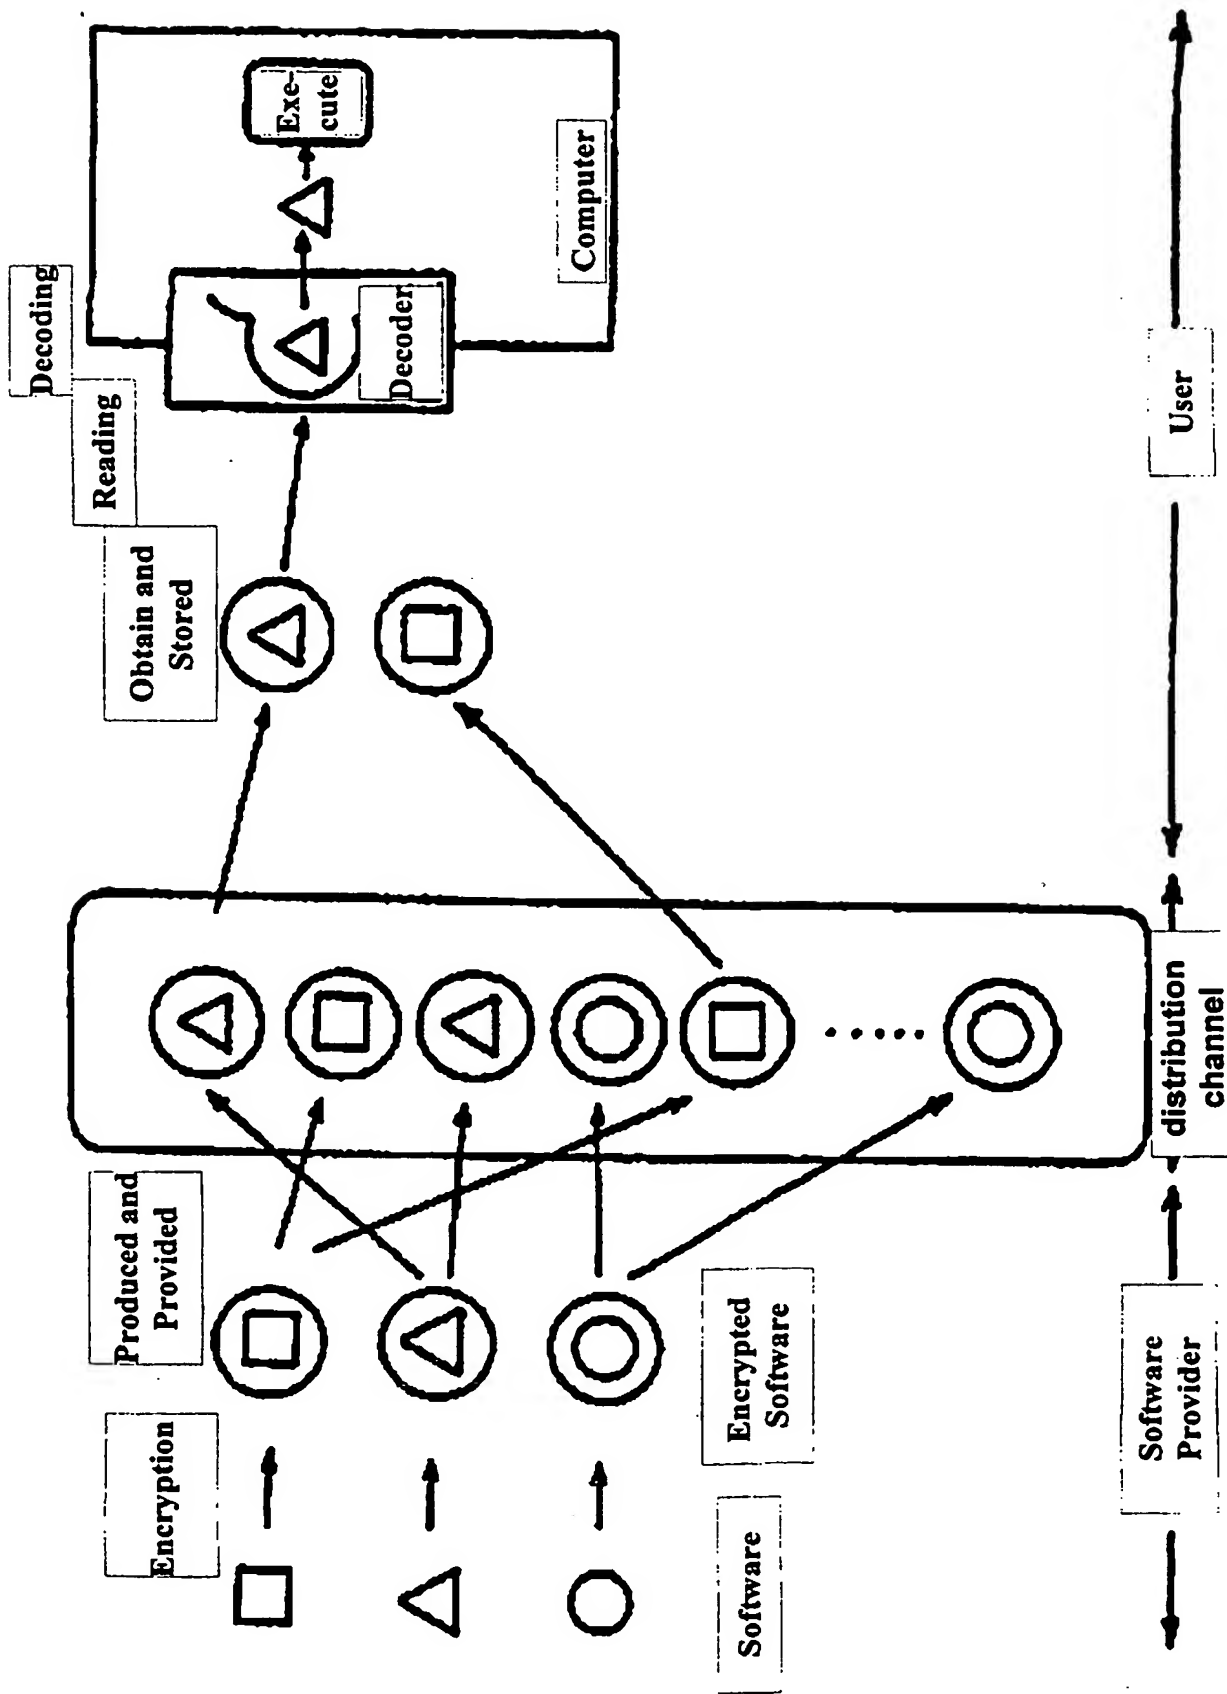 Encryption
Produced and
Provided
Obtain and
Stored
Reading
Decoding
Exe-
cute
Decoder
Computer
Software
Encrypted
Software
Software
Provider
distribution
channel
User